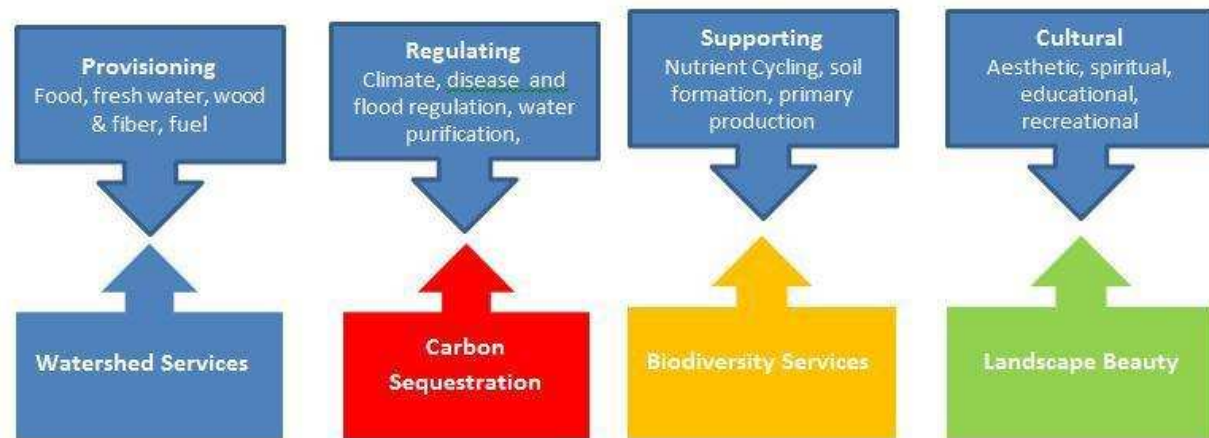 Provisioning
Food, fresh water, wood
& fiber, fuel
Regulating
Climate, disease and
flood regulation, water
purification,
Supporting
Nutrient Cycling, soil
formation, primary
production
Cultural
Aesthetic, spiritual,
educational,
recreational
Watershed Services
Carbon
Sequestration
Biodiversity Services
Landscape Beauty